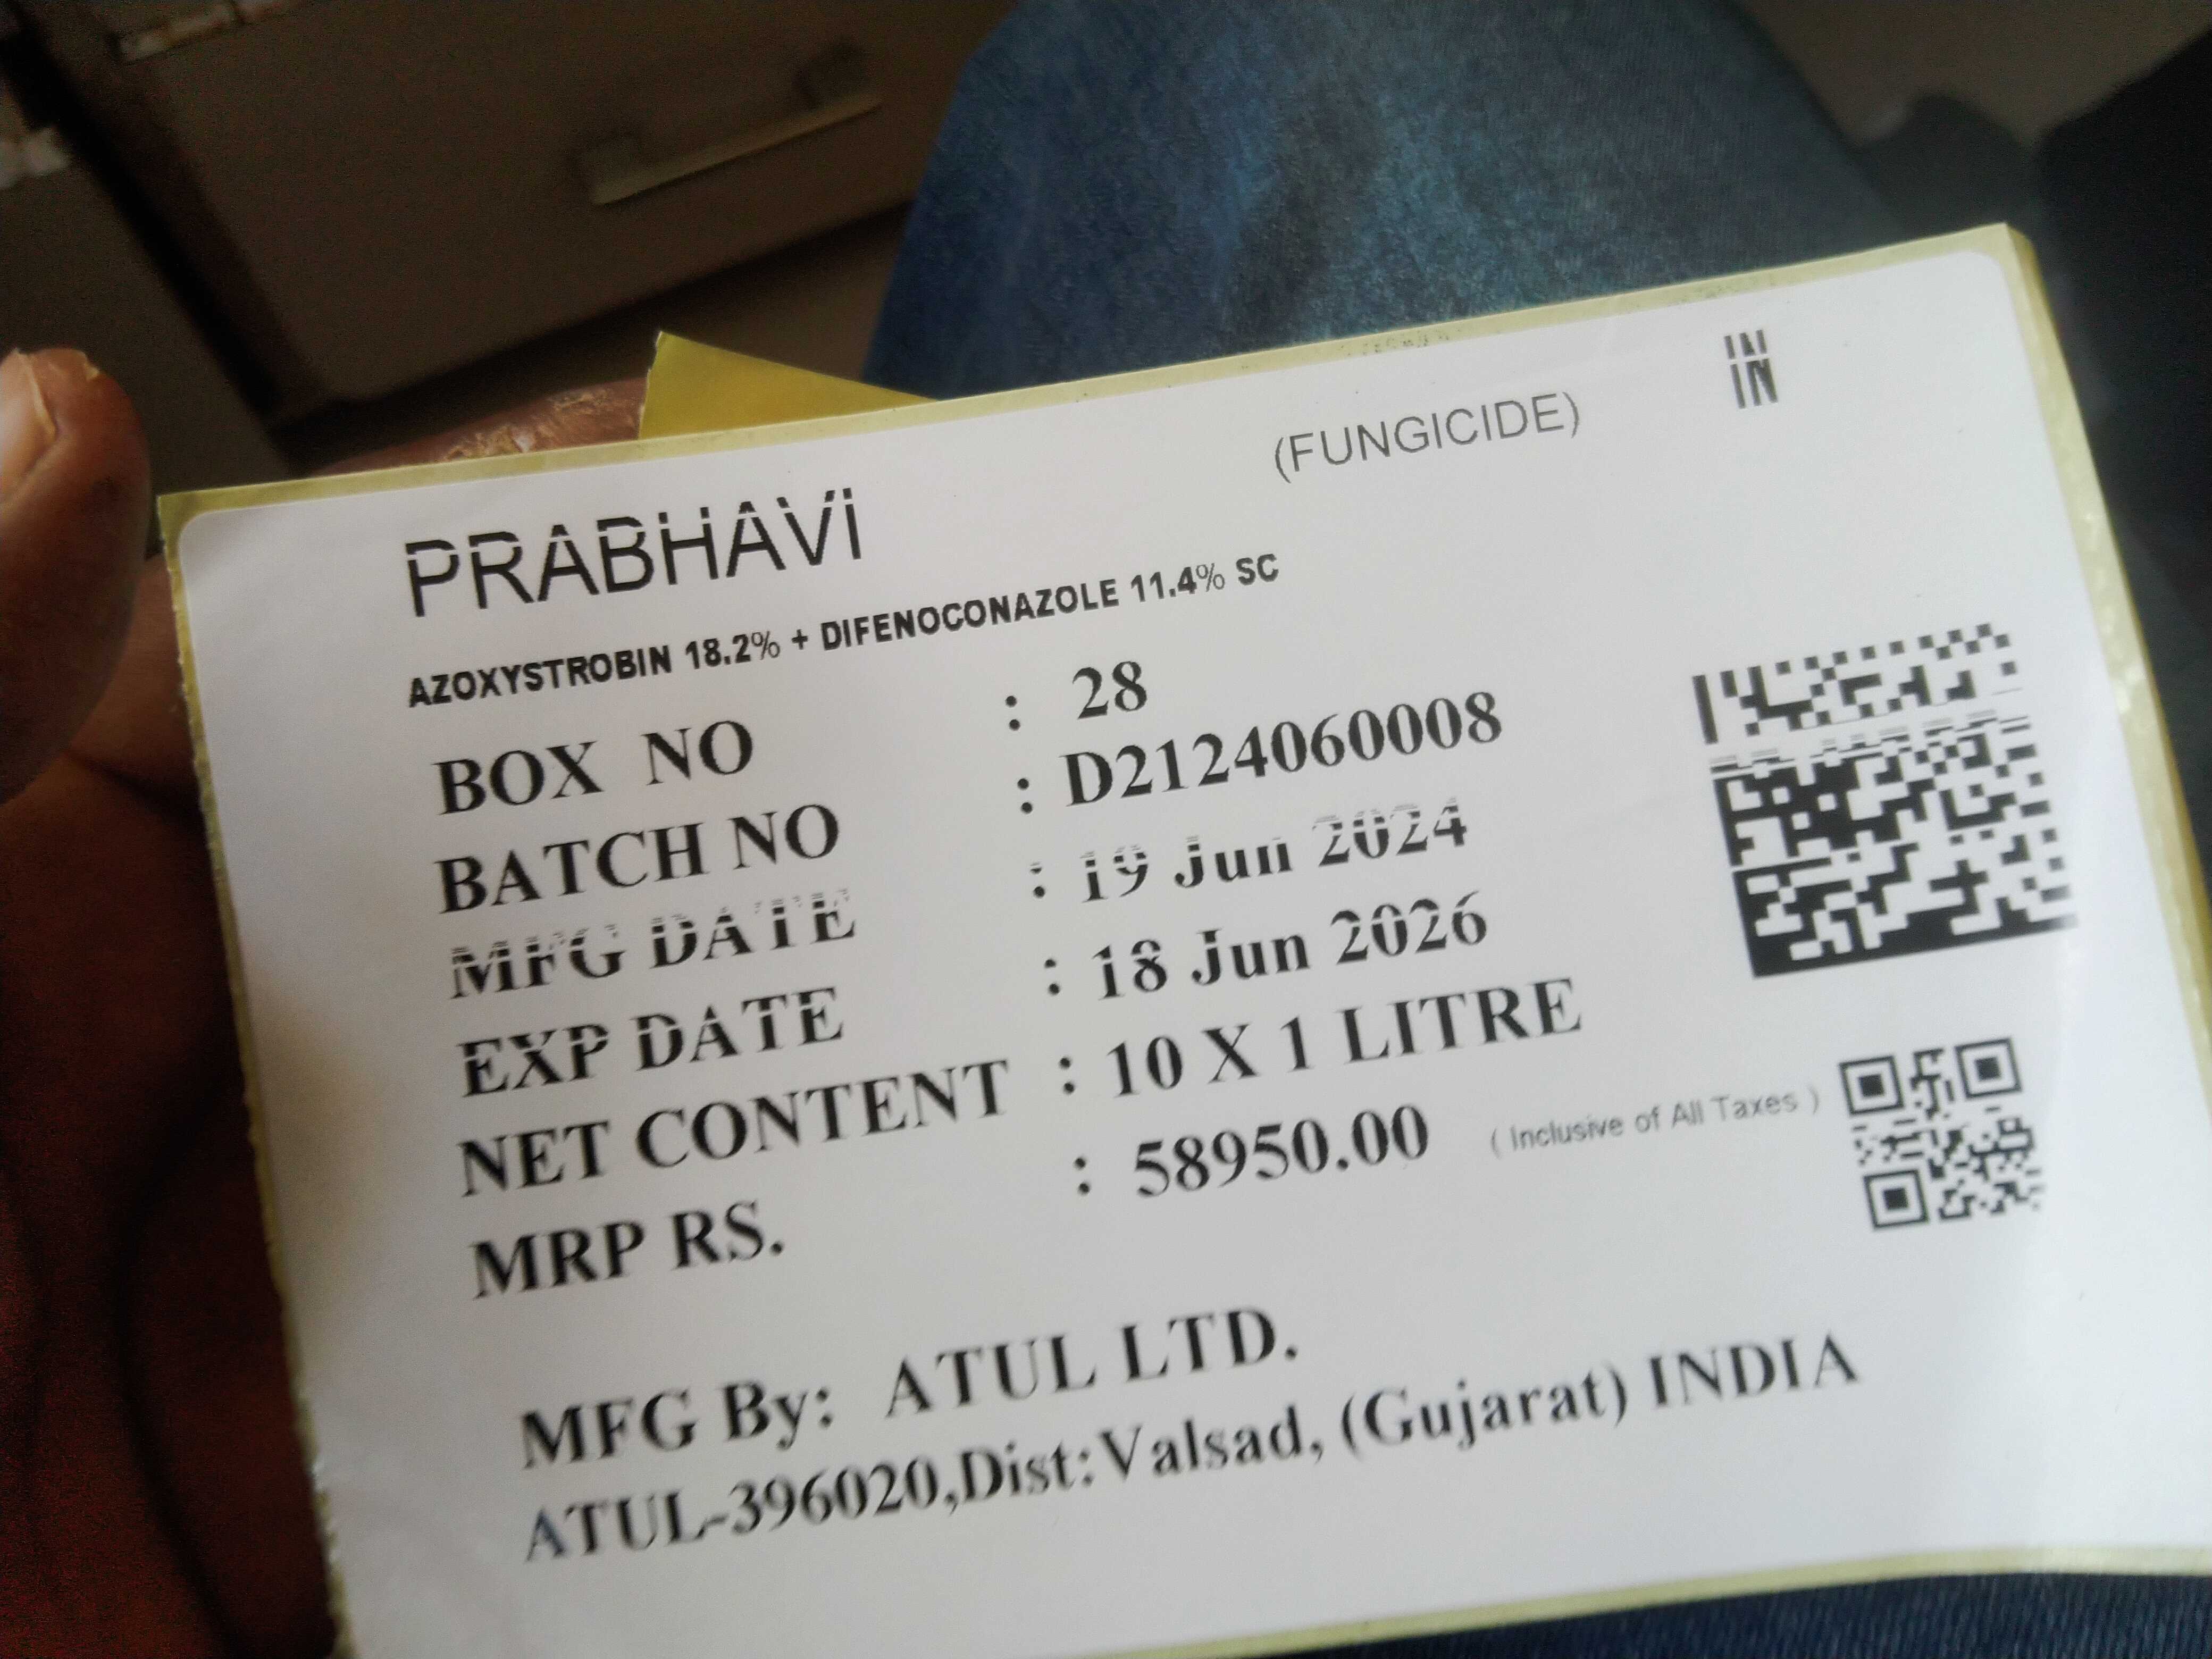 IN
(FUNGICIDE)
PRABHAVI
AZOXYSTROBIN 18.2% + DIFENOCONAZOLE 11.4% SC
BOX NO : 28
BATCH NO : D2124060008
MFG DATE : 19 Jun 2024
EXP DATE : 18 Jun 2026
NET CONTENT : 10 X 1 LITRE
MRP RS. : 58950.00 ( Inclusive of All Taxes )
MFG By: ATUL LTD.
ATUL-396020,Dist:Valsad, (Gujarat) INDIA